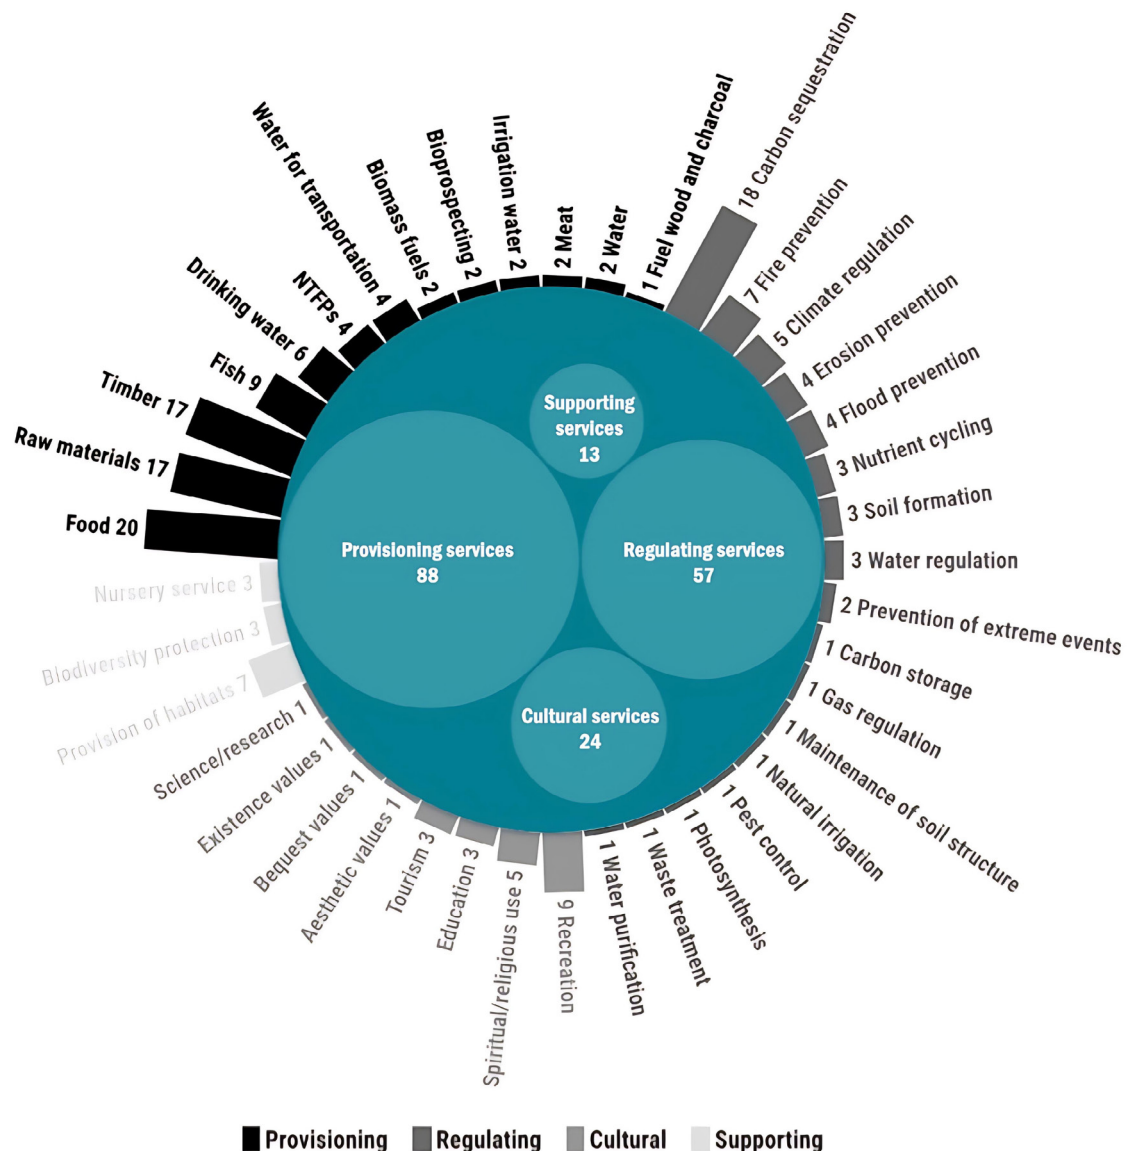 Food 20
Raw materials 17
Timber 17
Fish 9
Drinking water 6
NTFPs 4
Water for transportation 4
Biomass fuels 2
Bioprospecting 2
Irrigation water 2
2 Meat
2 Water
1 Fuel wood and charcoal
18 Carbon sequestration
7 Fire prevention
5 Climate regulation
4 Erosion prevention
4 Flood prevention
3 Nutrient cycling
3 Soil formation
3 Water regulation
2 Prevention of extreme events
1 Carbon storage
1 Gas regulation
1 Maintenance of soil structure
1 Natural irrigation
1 Pest control
1 Photosynthesis
1 Waste treatment
1 Water purification
9 Recreation
Spiritual/religious use 5
Education 3
Tourism 3
Aesthetic values 1
Bequest values 1
Existence values 1
Science/research 1
Provision of habitats 7
Biodiversity protection 3
Nursery service 3
Supporting
services
13
Provisioning services
88
Regulating services
57
Cultural services
24
Provisioning
Regulating
Cultural
Supporting